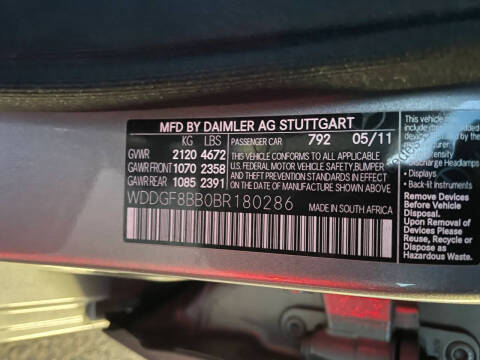 MFD BY DAIMLER AG STUTTGART
KG LBS PASSENGER CAR 792 05/11
GVWR 2120 4672 THIS VEHICLE CONFORMS TO ALL APPLICABLE
GAWR FRONT 1070 2358 U.S. FEDERAL MOTOR VEHICLE SAFETY, BUMPER
GAWR REAR 1085 2391 AND THEFT PREVENTION STANDARDS IN EFFECT
ON THE DATE OF MANUFACTURE SHOWN ABOVE.
WDDGF8BB0BR180286 MADE IN SOUTH AFRICA
This vehicle
Discharge Headlamps
• Displays
• Back-lit instruments
Remove Devices
Before Vehicle
Disposal.
Upon Removal of
Devices Please
Reuse, Recycle or
Dispose as
Hazardous Waste.